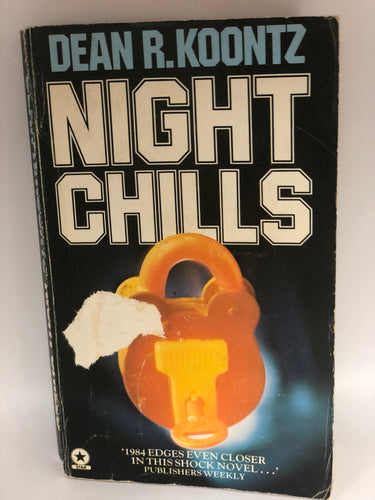 DEAN R. KOONTZ
NIGHT
CHILLS
'1984 EDGES EVEN CLOSER
IN THIS SHOCK NOVEL...'
PUBLISHERS WEEKLY
STAR